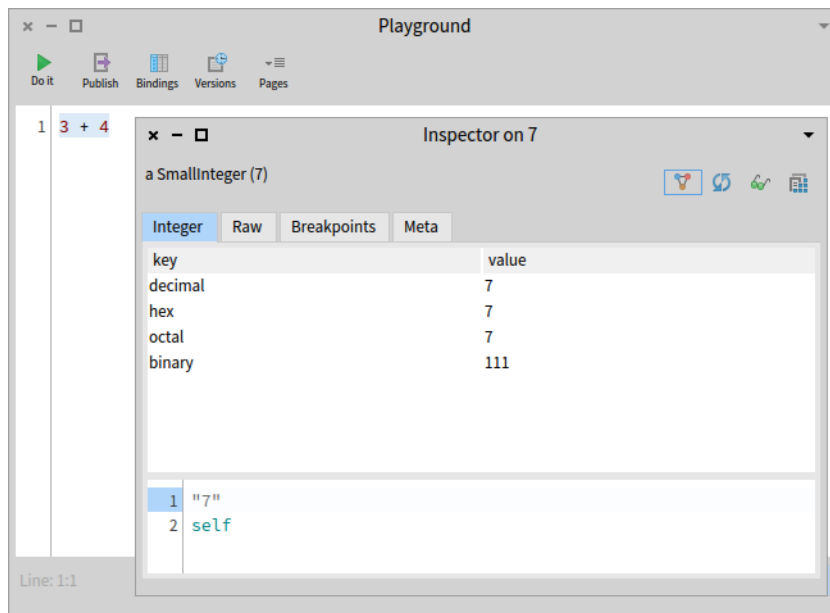 Playground
Do it Publish Bindings Versions Pages
1 3 + 4
Inspector on 7
a SmallInteger (7)
Integer Raw Breakpoints Meta
key value
decimal 7
hex 7
octal 7
binary 111
1 "7"
2 self
Line: 1:1